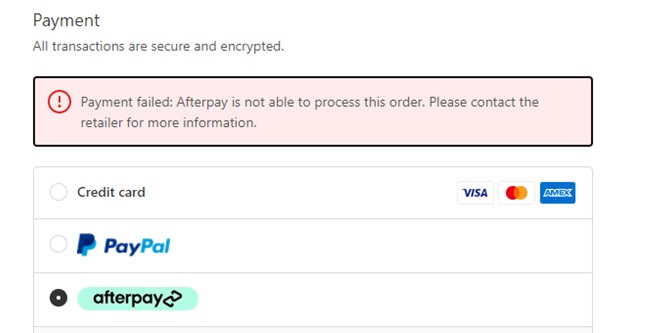 Payment
All transactions are secure and encrypted.
Payment failed: Afterpay is not able to process this order. Please contact the
retailer for more information.
Credit card VISA AMEX
PayPal
afterpay